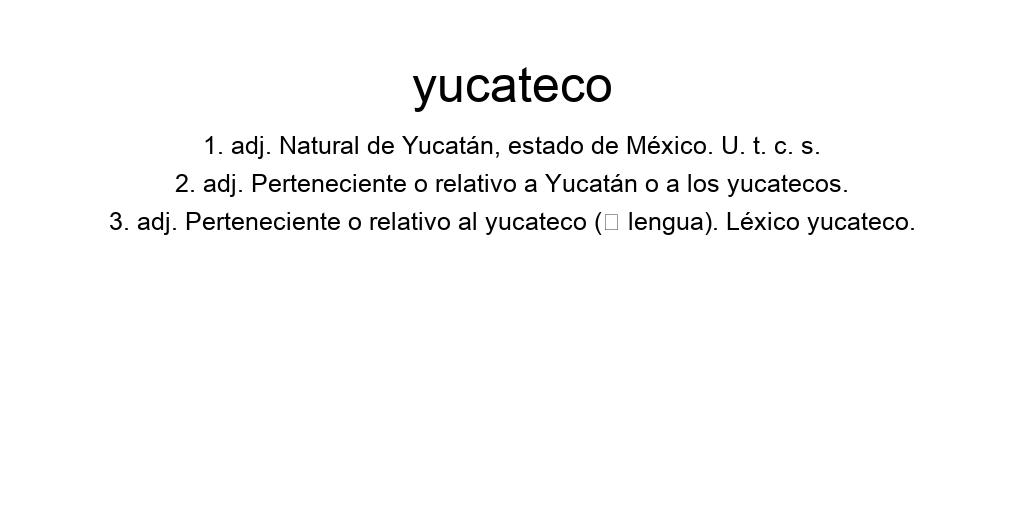 yucateco
1. adj. Natural de Yucatán, estado de México. U. t. c. s.
2. adj. Perteneciente o relativo a Yucatán o a los yucatecos.
3. adj. Perteneciente o relativo al yucateco (□ lengua). Léxico yucateco.